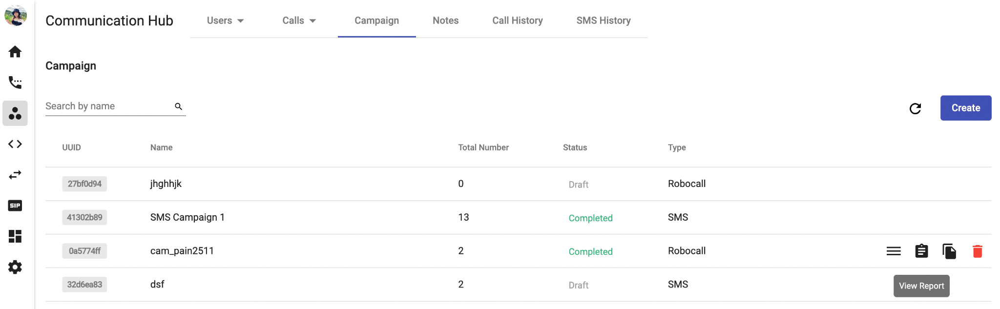 Communication Hub Users Calls Campaign Notes Call History SMS History
Campaign
Search by name Create
UUID Name Total Number Status Type
27bf0d94 jhghhjk 0 Draft Robocall
41302b89 SMS Campaign 1 13 Completed SMS
0a5774ff cam_pain2511 2 Completed Robocall
SIP
32d6ea83 dsf 2 Draft SMS
View Report